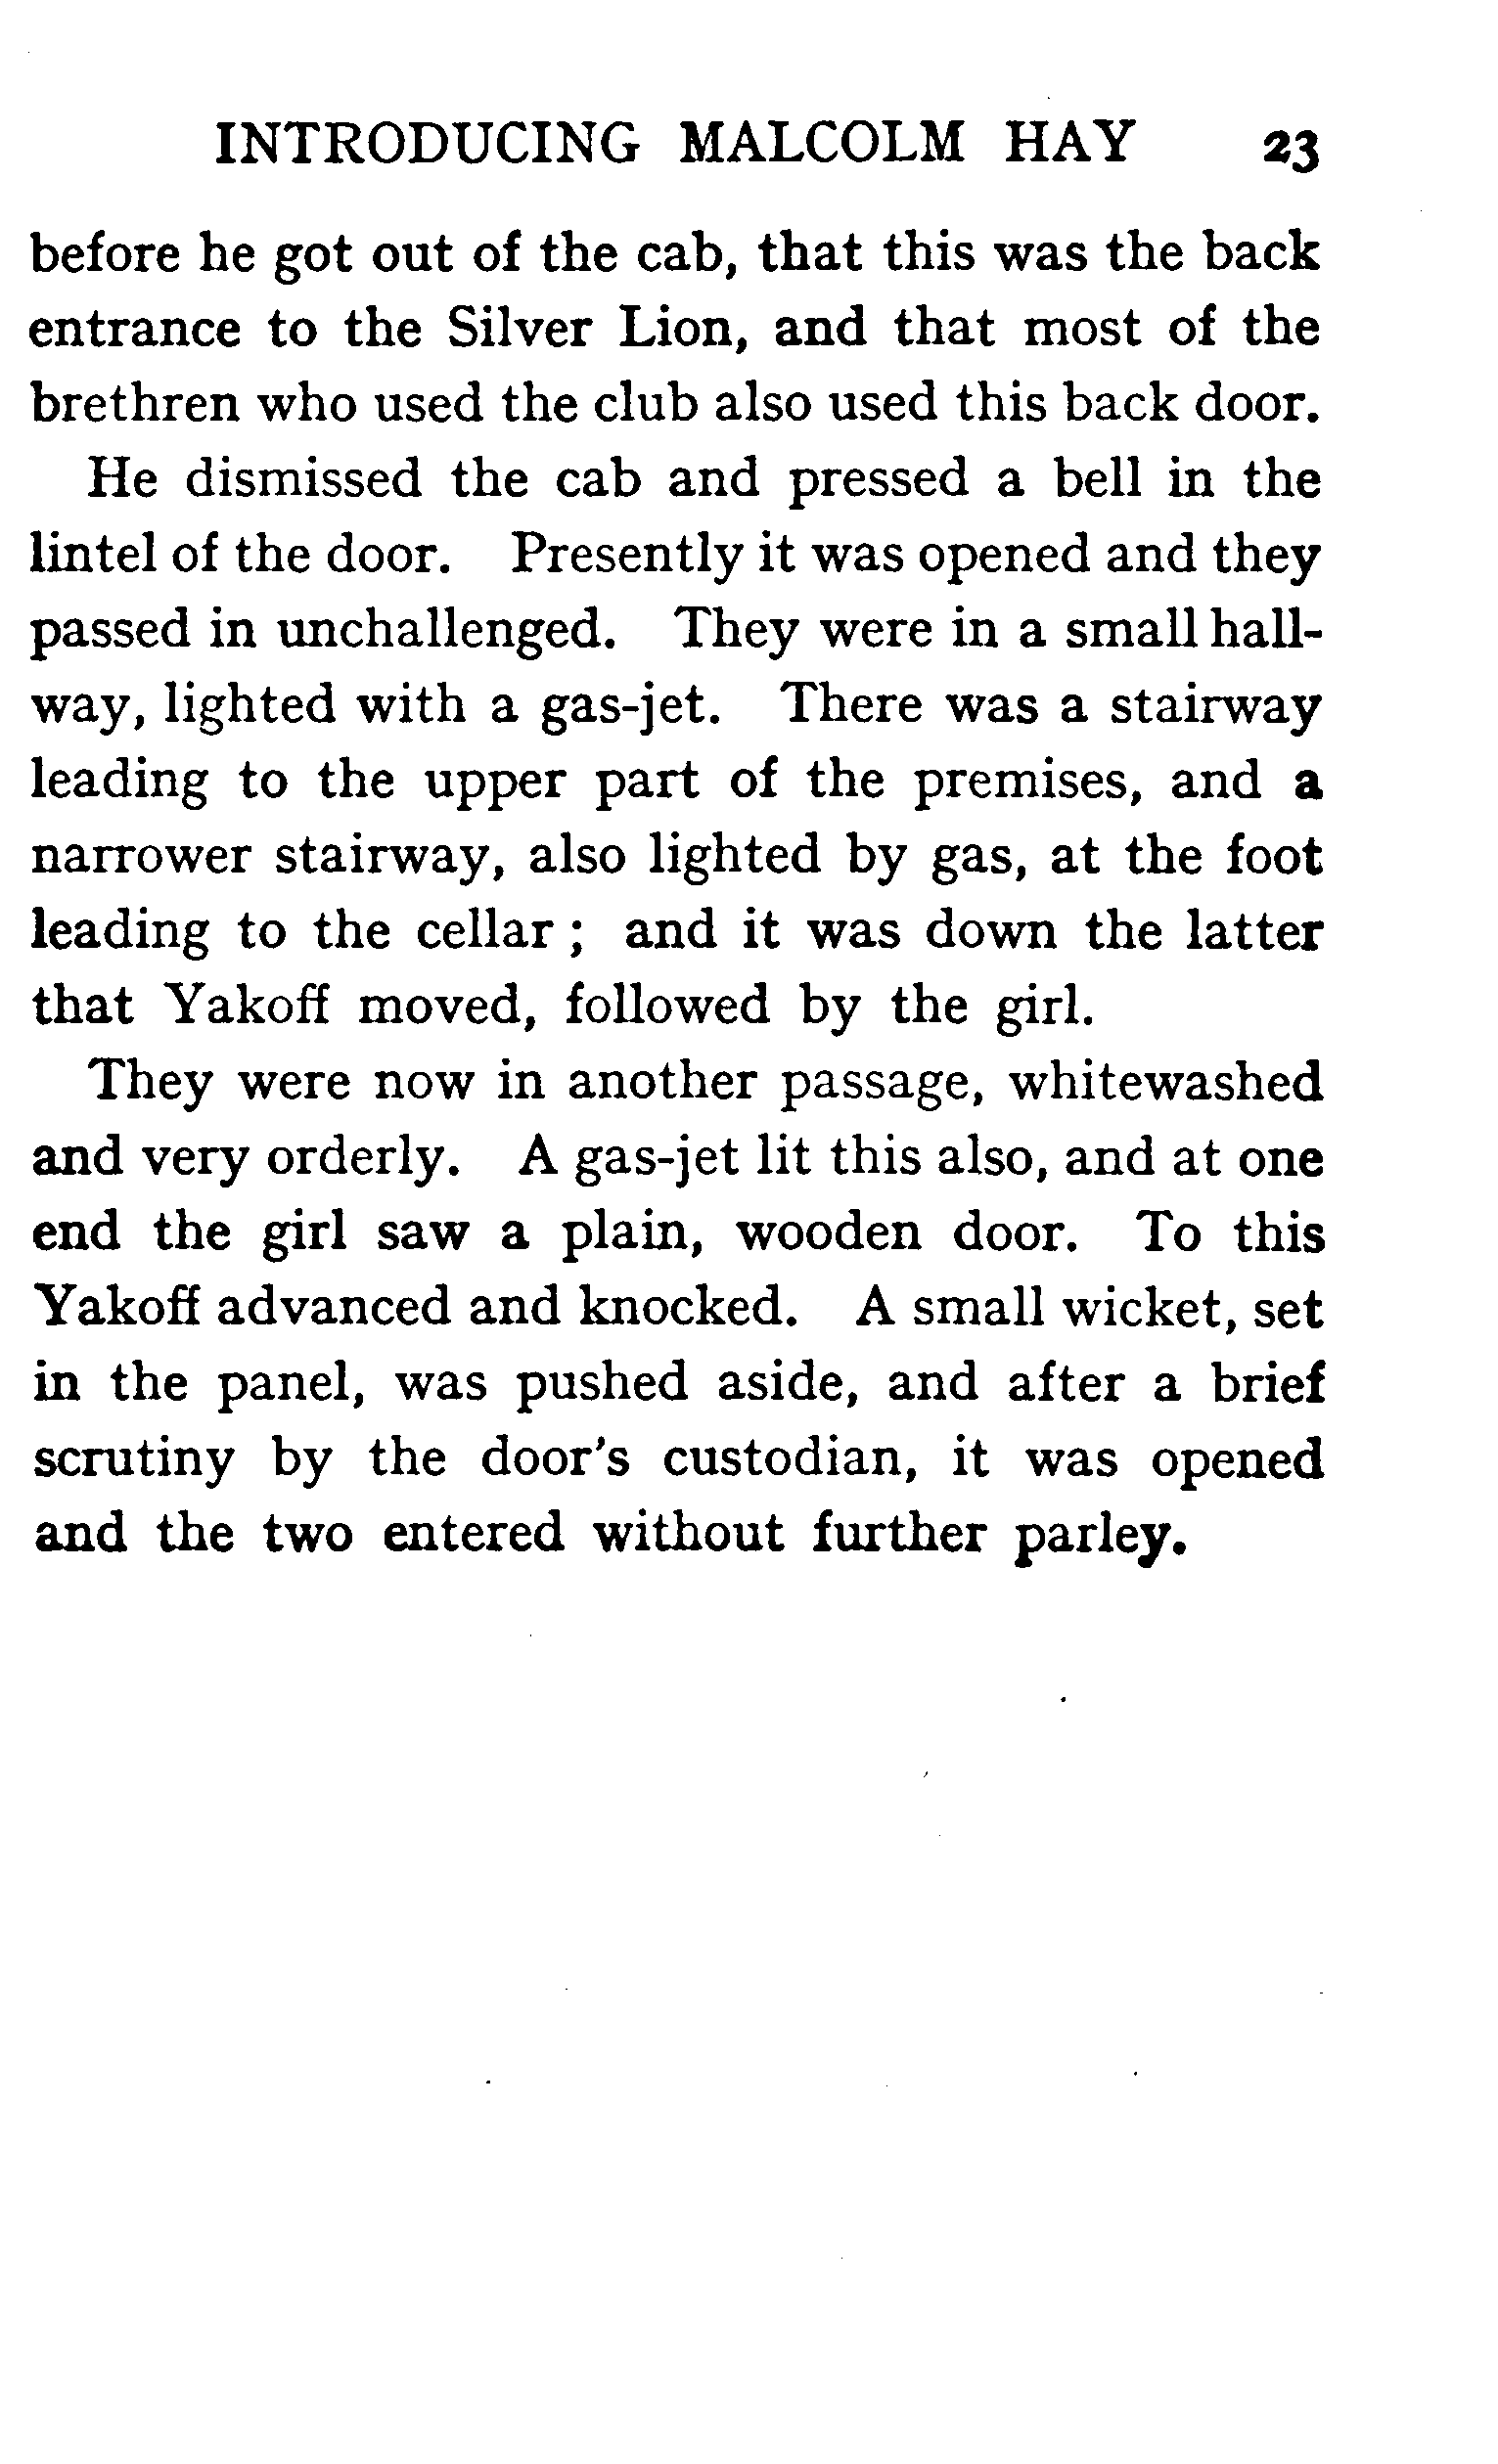 INTRODUCING MALCOLM HAY 23
before he got out of the cab, that this was the back
entrance to the Silver Lion, and that most of the
brethren who used the club also used this back door.
He dismissed the cab and pressed a bell in the
lintel of the door. Presently it was opened and they
passed in unchallenged. They were in a small hall-
way, lighted with a gas-jet. There was a stairway
leading to the upper part of the premises, and a
narrower stairway, also lighted by gas, at the foot
leading to the cellar ; and it was down the latter
that Yakoff moved, followed by the girl.
They were now in another passage, whitewashed
and very orderly. A gas-jet lit this also, and at one
end the girl saw a plain, wooden door. To this
Yakoff advanced and knocked. A small wicket, set
in the panel, was pushed aside, and after a brief
scrutiny by the door's custodian, it was opened
and the two entered without further parley.